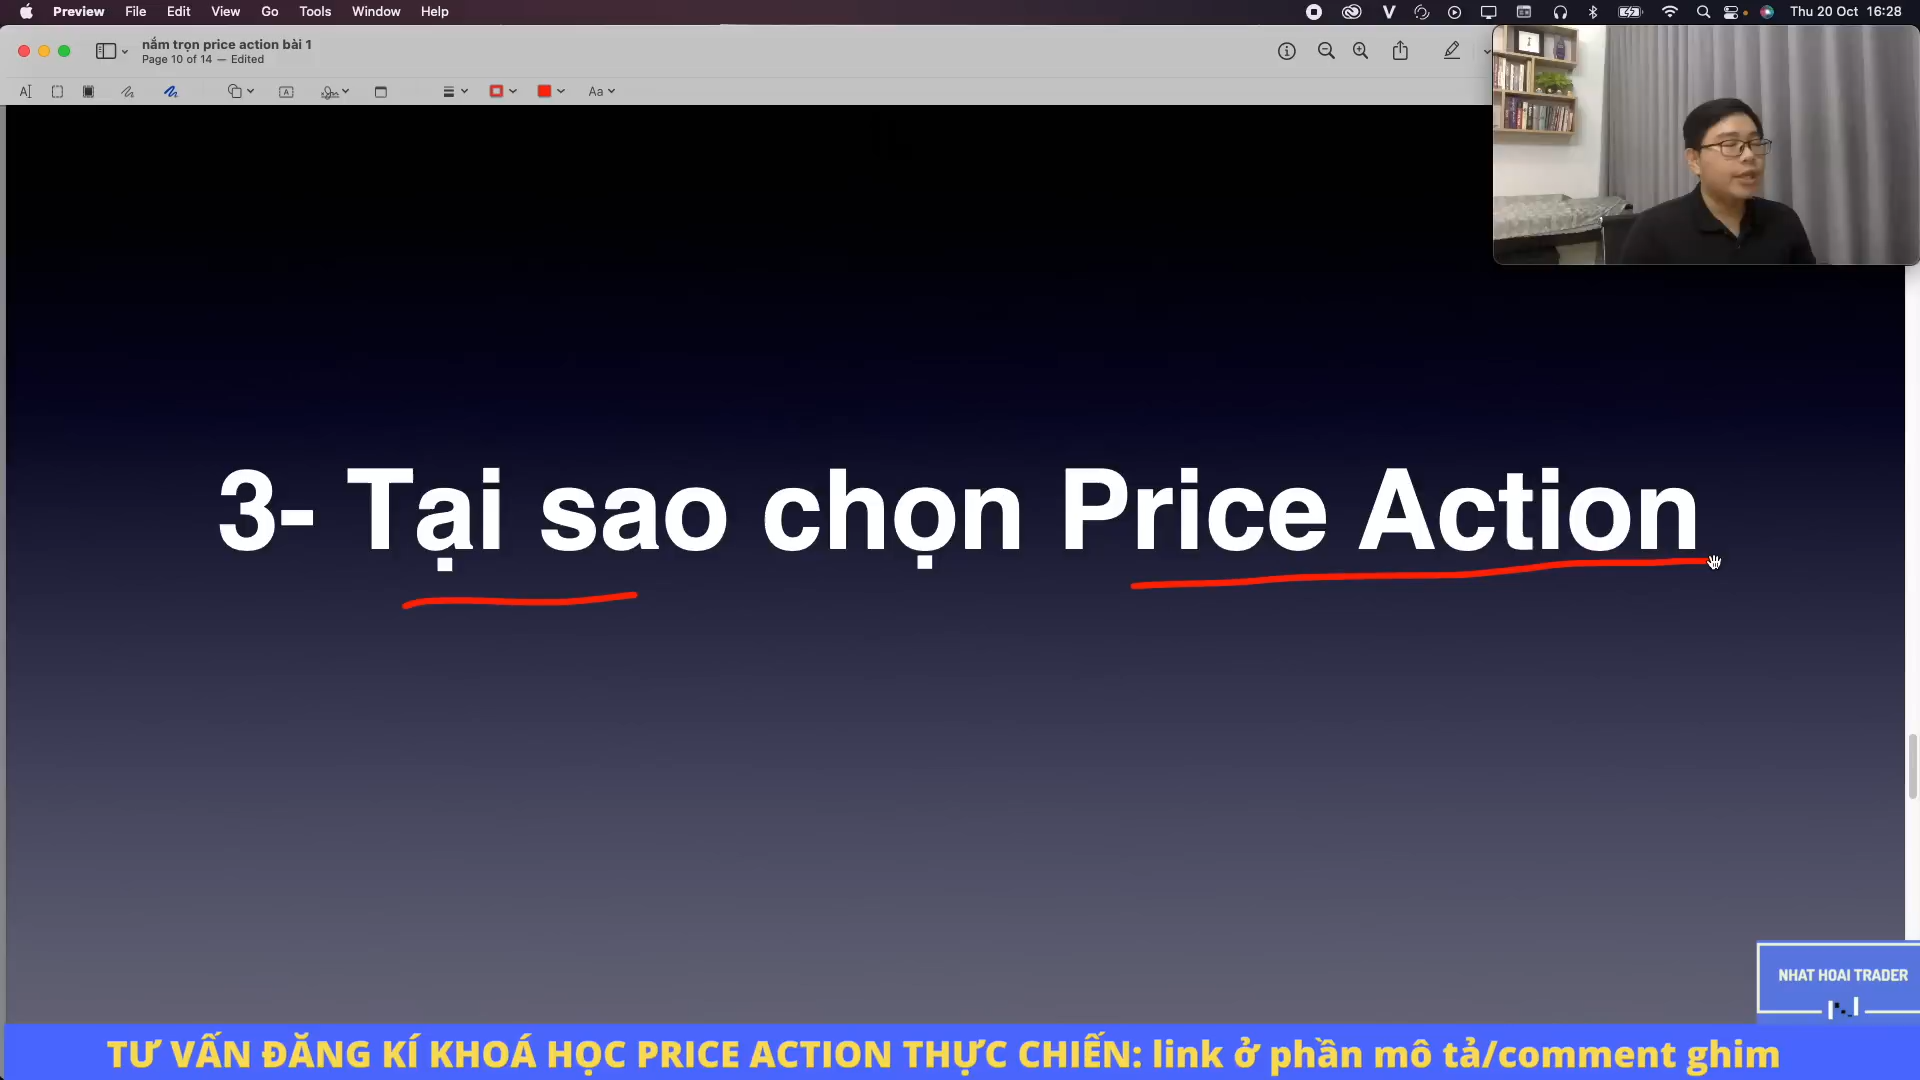 Preview File Edit View Go Tools Window Help
Thu 20 Oct 16:28
nắm trọn price action bài 1
Page 10 of 14 — Edited
Aa
3- Tại sao chọn Price Action
NHAT HOAI TRADER
TƯ VẤN ĐĂNG KÍ KHOÁ HỌC PRICE ACTION THỰC CHIẾN: link ở phần mô tả/comment ghim